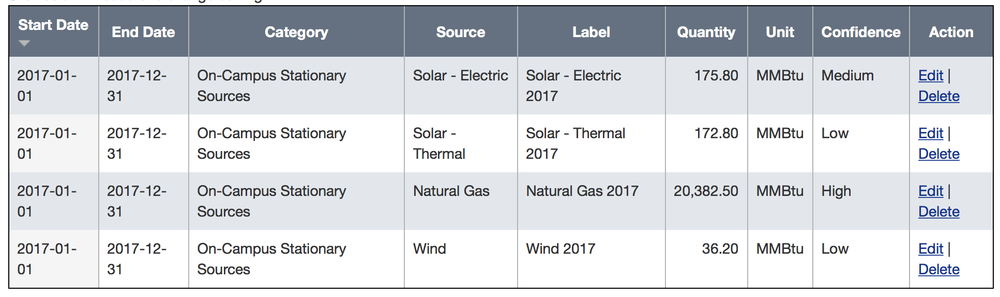 Start Date End Date Category Source Label Quantity Unit Confidence Action
2017-01- 2017-12- On-Campus Stationary Solar - Electric Solar - Electric 175.80 MMBtu Medium Edit |
01 31 Sources 2017 Delete
2017-01- 2017-12- On-Campus Stationary Solar - Solar - Thermal 172.80 MMBtu Low Edit |
01 31 Sources Thermal 2017 Delete
2017-01- 2017-12- On-Campus Stationary Natural Gas Natural Gas 2017 20,382.50 MMBtu High Edit |
01 31 Sources Delete
2017-01- 2017-12- On-Campus Stationary Wind Wind 2017 36.20 MMBtu Low Edit |
01 31 Sources Delete